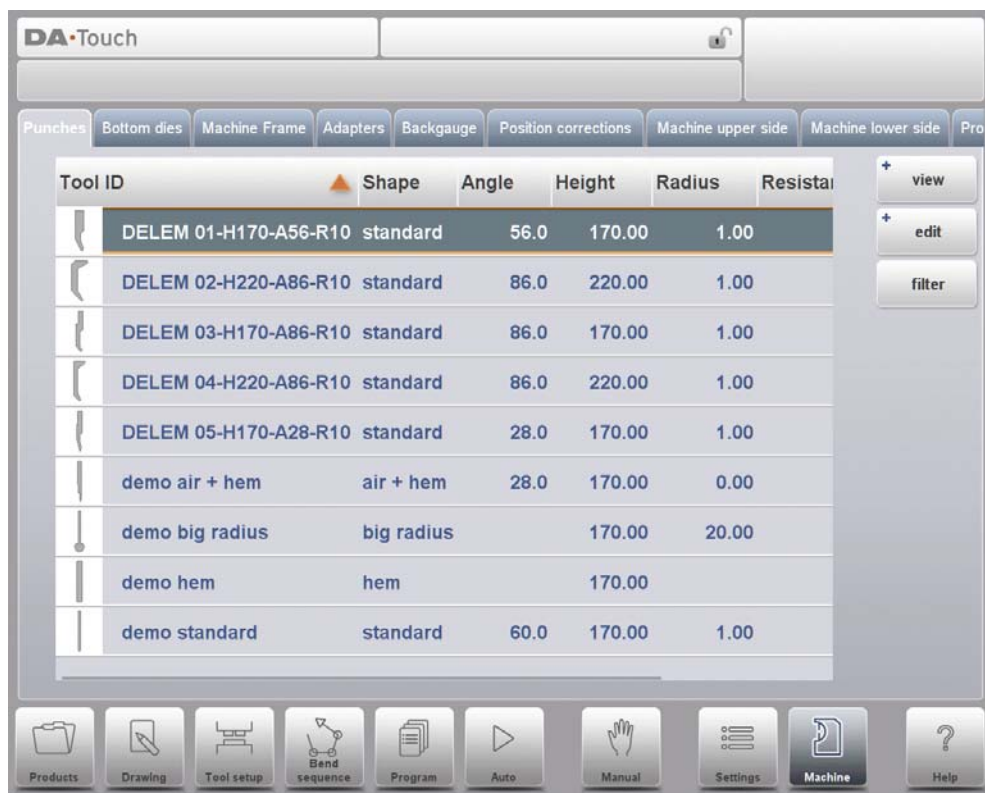 DA·Touch
Punches Bottom dies Machine Frame Adapters Backgauge Position corrections Machine upper side Machine lower side Pro
Tool ID Shape Angle Height Radius Resistar
view
DELEM 01-H170-A56-R10 standard 56.0 170.00 1.00
edit
DELEM 02-H220-A86-R10 standard 86.0 220.00 1.00
filter
DELEM 03-H170-A86-R10 standard 86.0 170.00 1.00
DELEM 04-H220-A86-R10 standard 86.0 220.00 1.00
DELEM 05-H170-A28-R10 standard 28.0 170.00 1.00
demo air + hem air + hem 28.0 170.00 0.00
demo big radius big radius 170.00 20.00
demo hem hem 170.00
demo standard standard 60.0 170.00 1.00
Products Drawing Tool setup Bend sequence Program Auto Manual Settings Machine Help